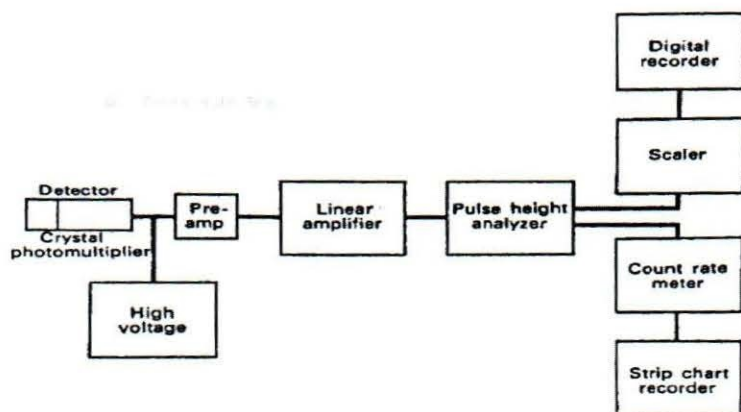 Digital
recorder
Scaler
Detector
Crystal
photomultiplier
Pre-
amp
Linear
amplifier
Pulse height
analyzer
High
voltage
Count rate
meter
Strip chart
recorder